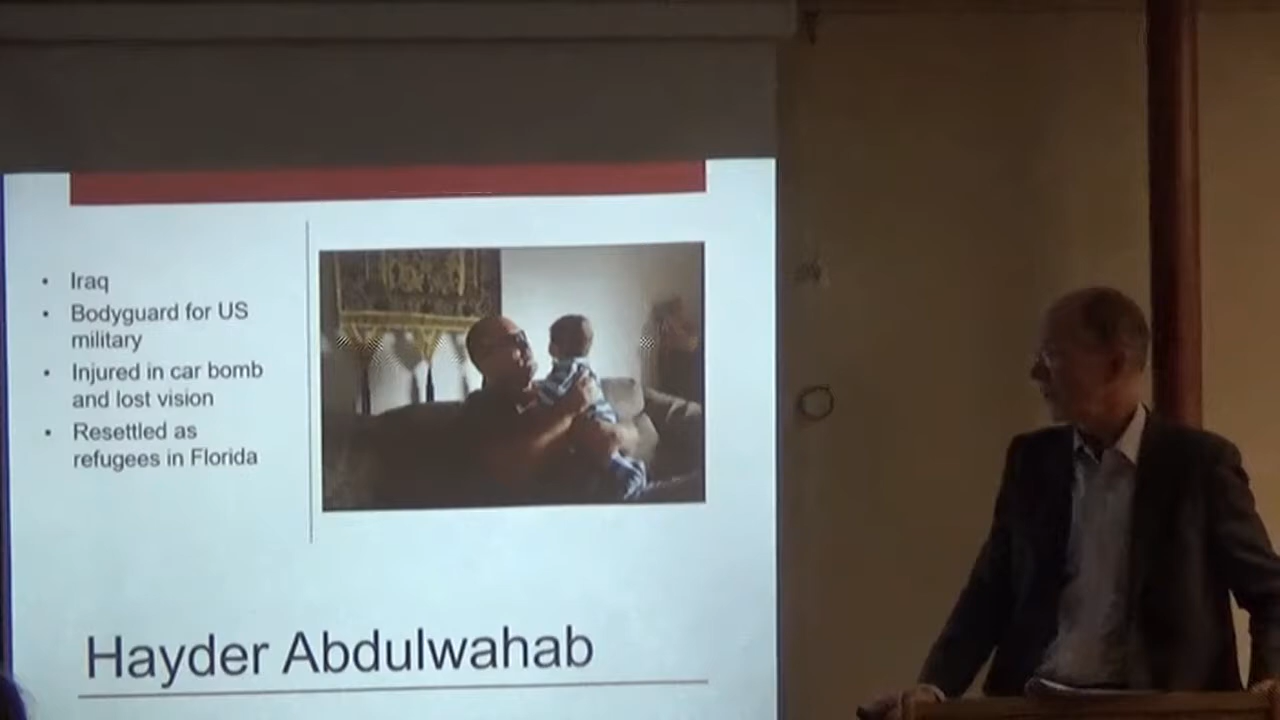 • Iraq
• Bodyguard for US
military
• Injured in car bomb
and lost vision
• Resettled as
refugees in Florida
Hayder Abdulwahab